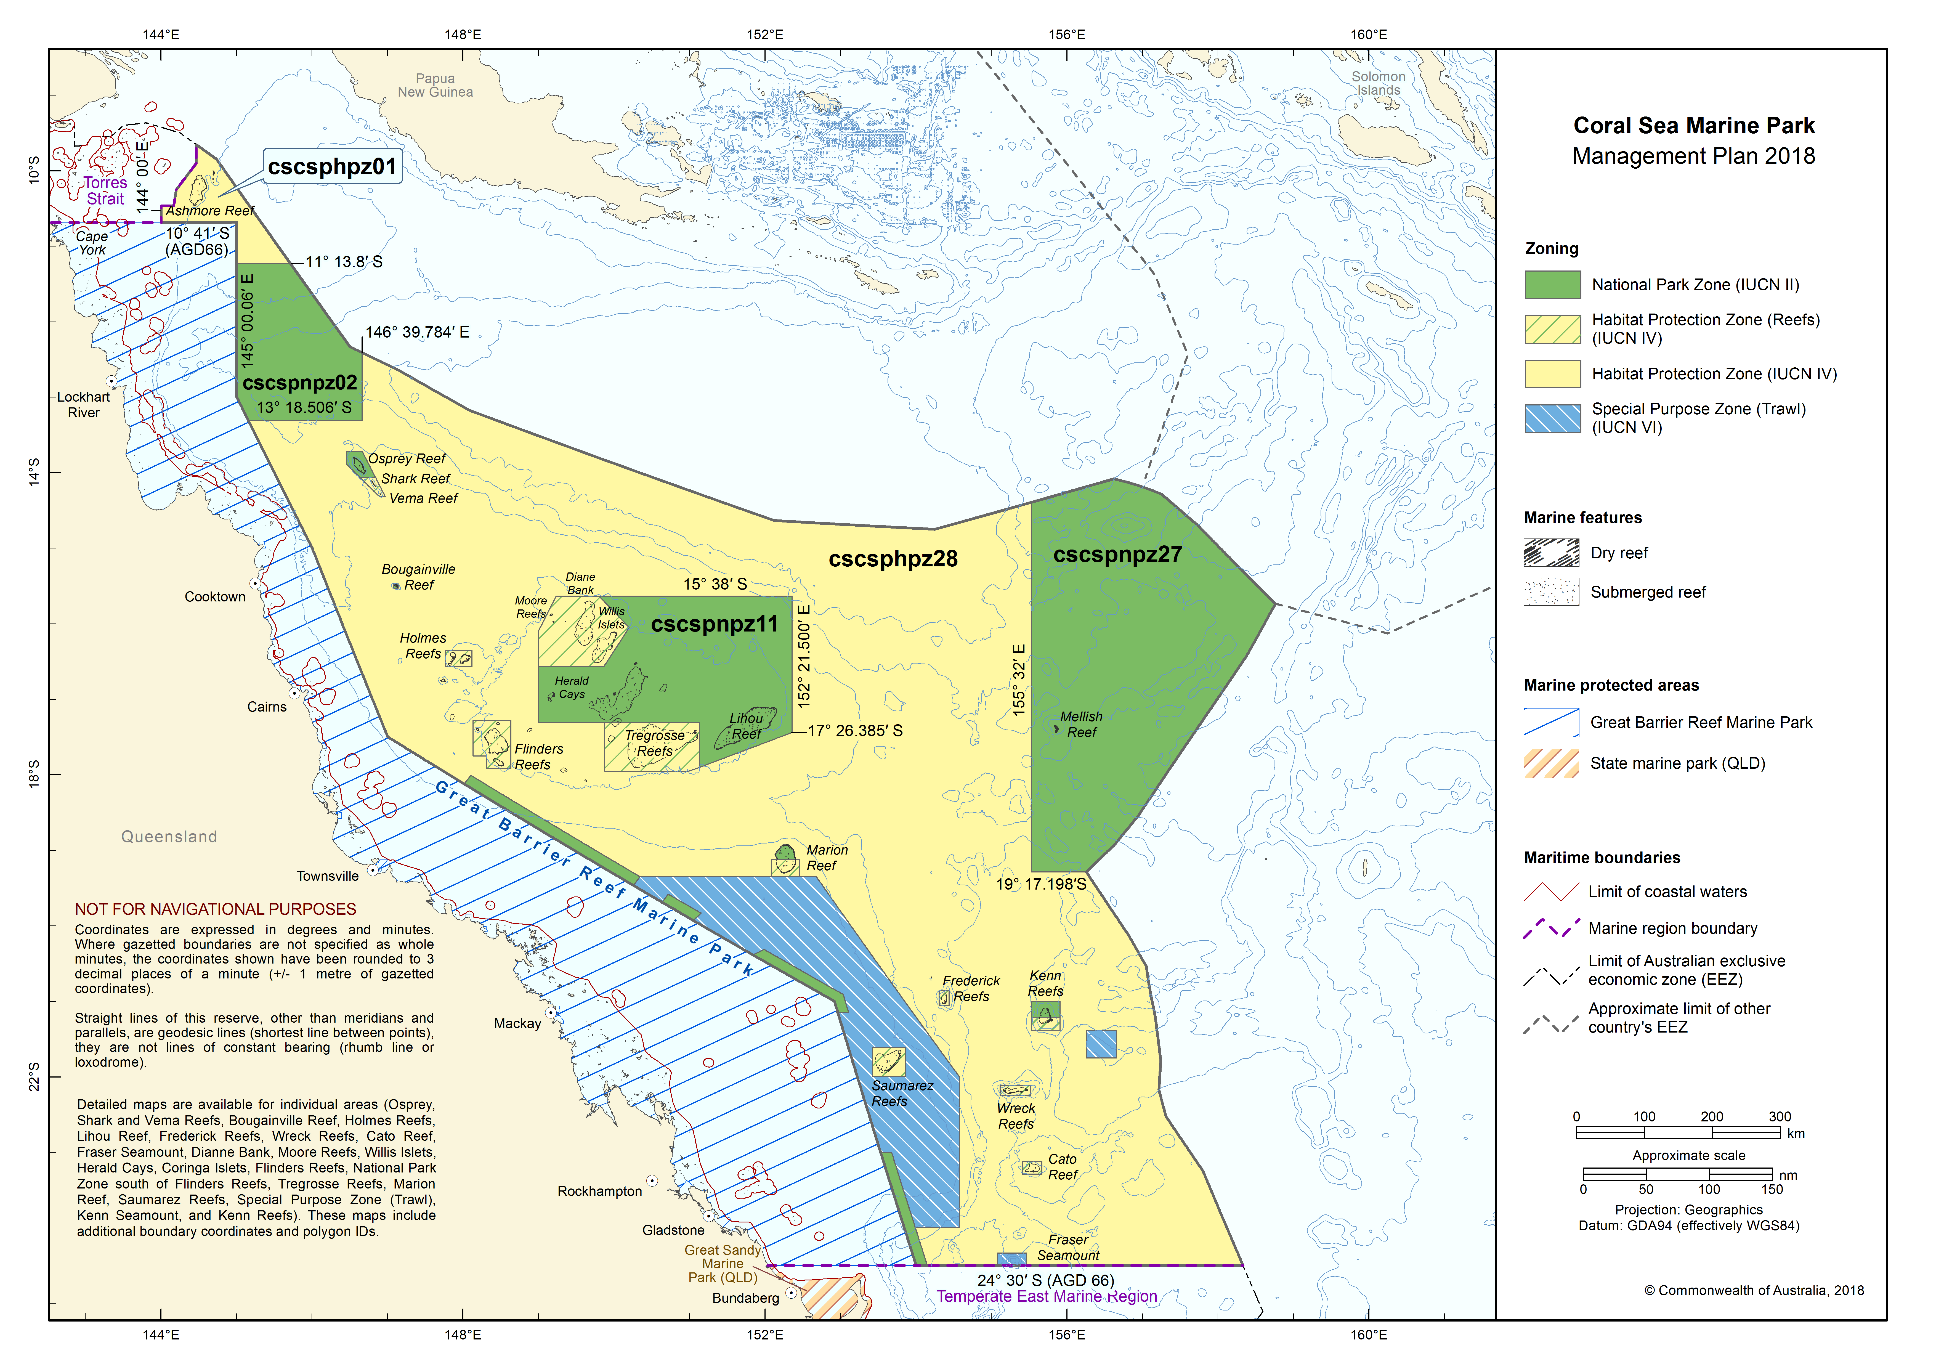 144°E 148°E 152°E 156°E 160°E
Papua
New Guinea
Solomon
Islands
10°S
14°S
18°S
22°S
144° 00' E
Torres
Strait
cscsphpz01
Ashmore Reef
Cape
York
10° 41' S
(AGD66)
11° 13.8' S
145° 00.06' E
146° 39.784' E
cscspnpz02
13° 18.506' S
Lockhart
River
Osprey Reef
Shark Reef
Vema Reef
cscsphpz28
cscspnpz27
Bougainville
Reef
Cooktown
Diane
Bank
Moore
Reefs
Willis
Islets
15° 38' S
cscspnpz11
152° 21.500' E
155° 32' E
Holmes
Reefs
Herald
Cays
Cairns
Lihou
Reef
Mellish
Reef
17° 26.385' S
Tregrosse
Reefs
Flinders
Reefs
Great Barrier Reef Marine Park
Queensland
Marion
Reef
Townsville
19° 17.198'S
NOT FOR NAVIGATIONAL PURPOSES
Coordinates are expressed in degrees and minutes.
Where gazetted boundaries are not specified as whole
minutes, the coordinates shown have been rounded to 3
decimal places of a minute (+/- 1 metre of gazetted
coordinates).
Straight lines of this reserve, other than meridians and
parallels, are geodesic lines (shortest line between points),
they are not lines of constant bearing (rhumb line or
loxodrome).
Detailed maps are available for individual areas (Osprey,
Shark and Vema Reefs, Bougainville Reef, Holmes Reefs,
Lihou Reef, Frederick Reefs, Wreck Reefs, Cato Reef,
Fraser Seamount, Dianne Bank, Moore Reefs, Willis Islets,
Herald Cays, Coringa Islets, Flinders Reefs, National Park
Zone south of Flinders Reefs, Tregrosse Reefs, Marion
Reef, Saumarez Reefs, Special Purpose Zone (Trawl),
Kenn Seamount, and Kenn Reefs). These maps include
additional boundary coordinates and polygon IDs.
Frederick
Reefs
Kenn
Reefs
Mackay
Saumarez
Reefs
Wreck
Reefs
Cato
Reef
Rockhampton
Gladstone
Fraser
Seamount
Great Sandy
Marine
Park (QLD)
Bundaberg
24° 30' S (AGD 66)
Temperate East Marine Region
144°E 148°E 152°E 156°E 160°E
Coral Sea Marine Park
Management Plan 2018
Zoning
National Park Zone (IUCN II)
Habitat Protection Zone (Reefs)
(IUCN IV)
Habitat Protection Zone (IUCN IV)
Special Purpose Zone (Trawl)
(IUCN VI)
Marine features
Dry reef
Submerged reef
Marine protected areas
Great Barrier Reef Marine Park
State marine park (QLD)
Maritime boundaries
Limit of coastal waters
Marine region boundary
Limit of Australian exclusive
economic zone (EEZ)
Approximate limit of other
country's EEZ
0 100 200 300
km
Approximate scale
nm
0 50 100 150
Projection: Geographics
Datum: GDA94 (effectively WGS84)
© Commonwealth of Australia, 2018